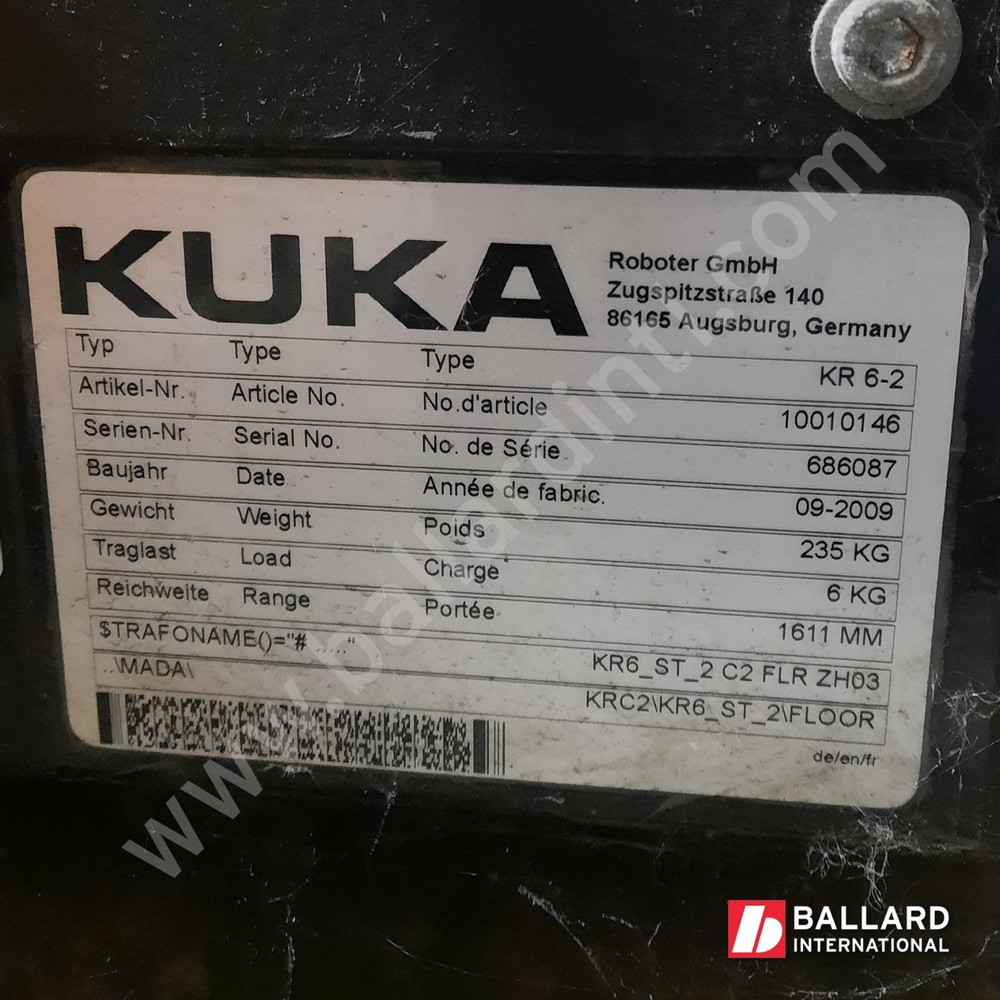 KUKA
Roboter GmbH
Zugspitzstraße 140
86165 Augsburg, Germany
Typ Type Type KR 6-2
Artikel-Nr. Article No. No.d'article 10010146
Serien-Nr. Serial No. No. de Série 686087
Baujahr Date Année de fabric. 09-2009
Gewicht Weight Poids 235 KG
Traglast Load Charge 6 KG
Reichweite Range Portée 1611 MM
$TRAFONAME()="# ....." KR6_ST_2 C2 FLR ZH03
..\MADA\ KRC2\KR6_ST_2\FLOOR
de/en/fr
www.ballardintl.com
BALLARD
INTERNATIONAL